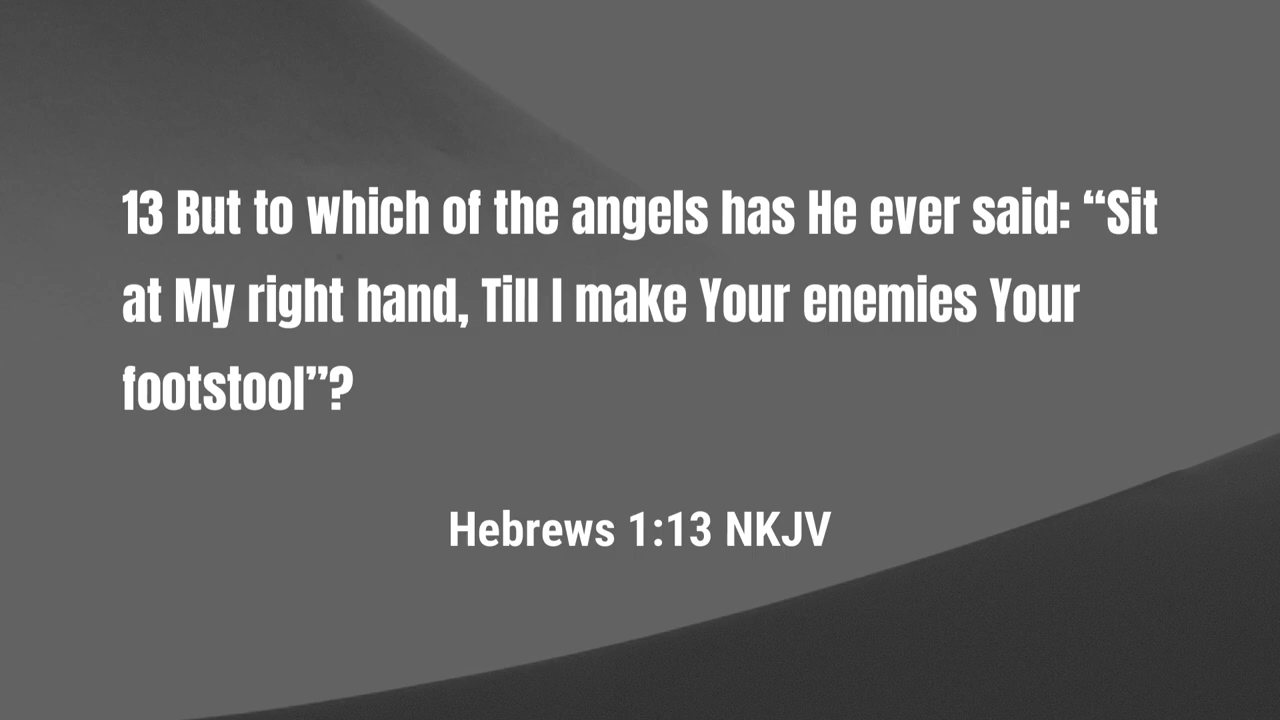 13 But to which of the angels has He ever said: “Sit
at My right hand, Till I make Your enemies Your
footstool”?
Hebrews 1:13 NKJV